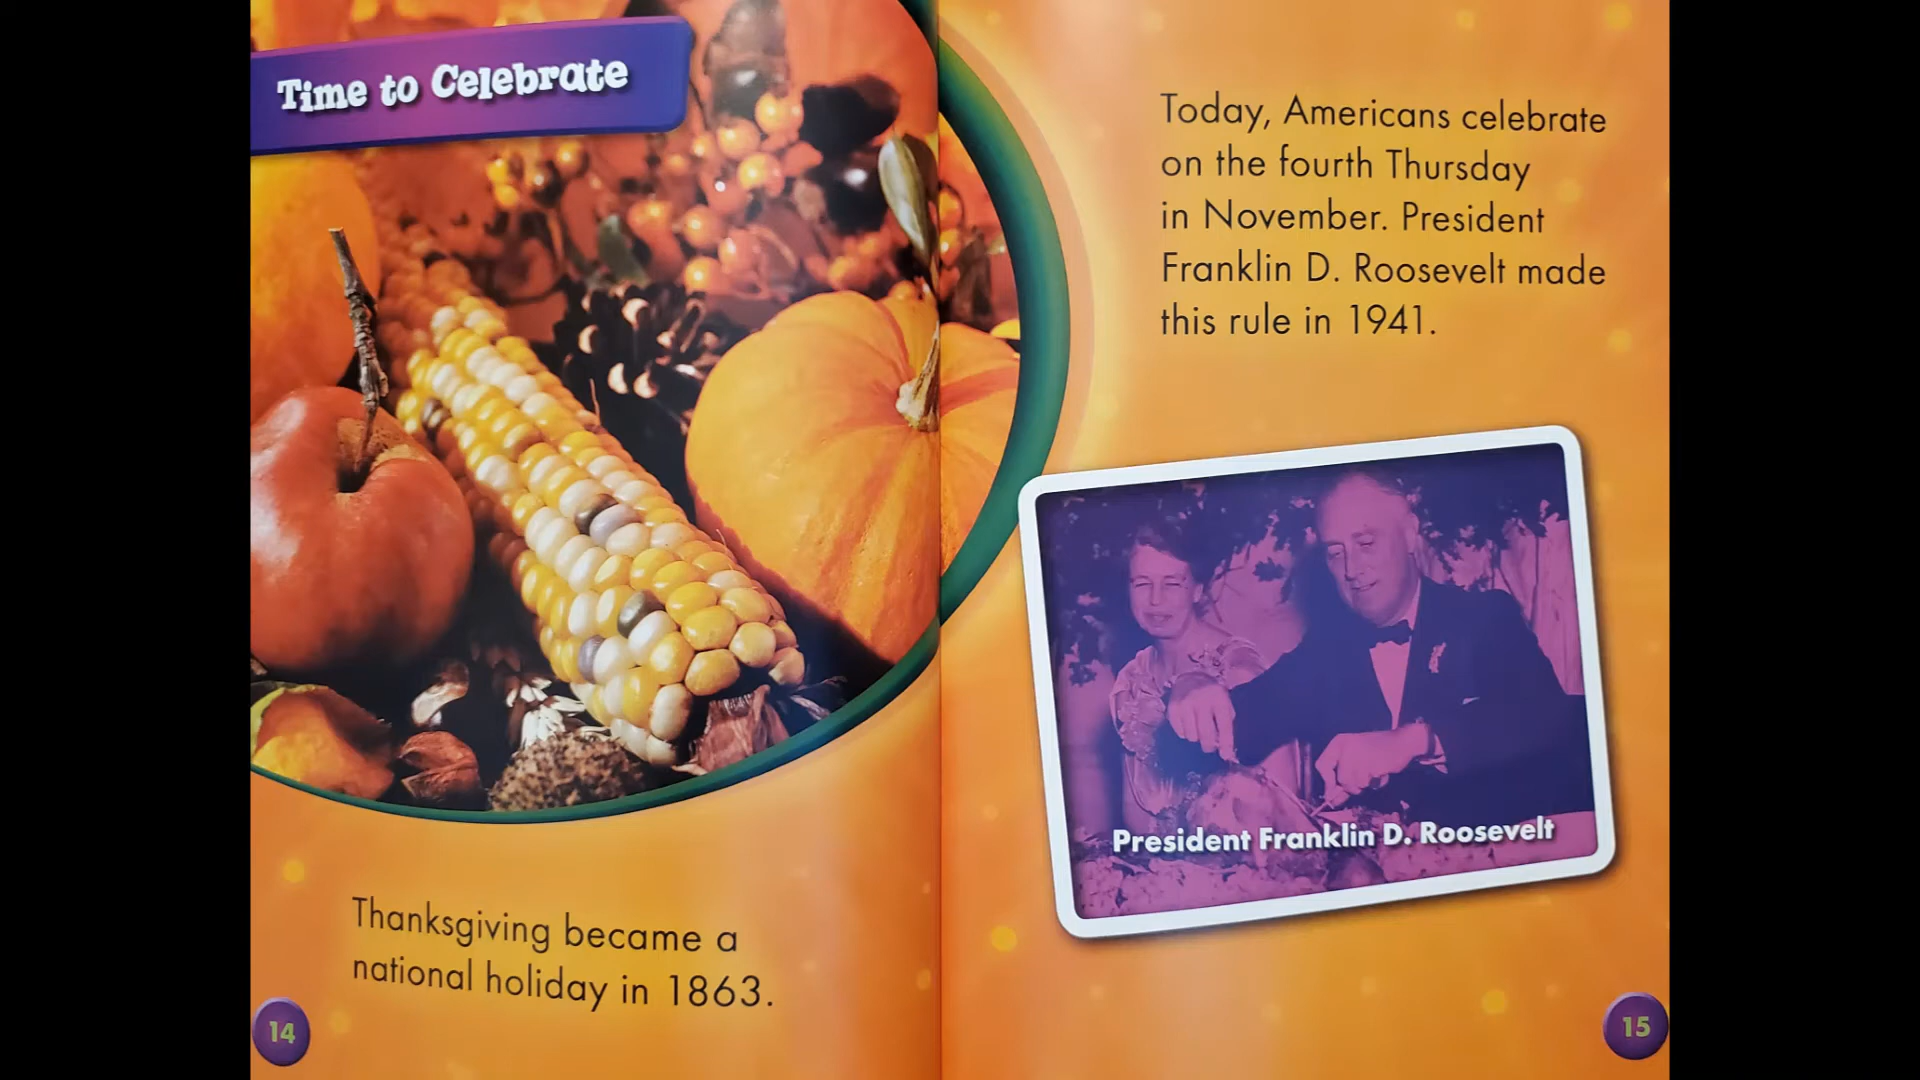 Time to Celebrate
Thanksgiving became a
national holiday in 1863.
14
Today, Americans celebrate
on the fourth Thursday
in November. President
Franklin D. Roosevelt made
this rule in 1941.
President Franklin D. Roosevelt
15